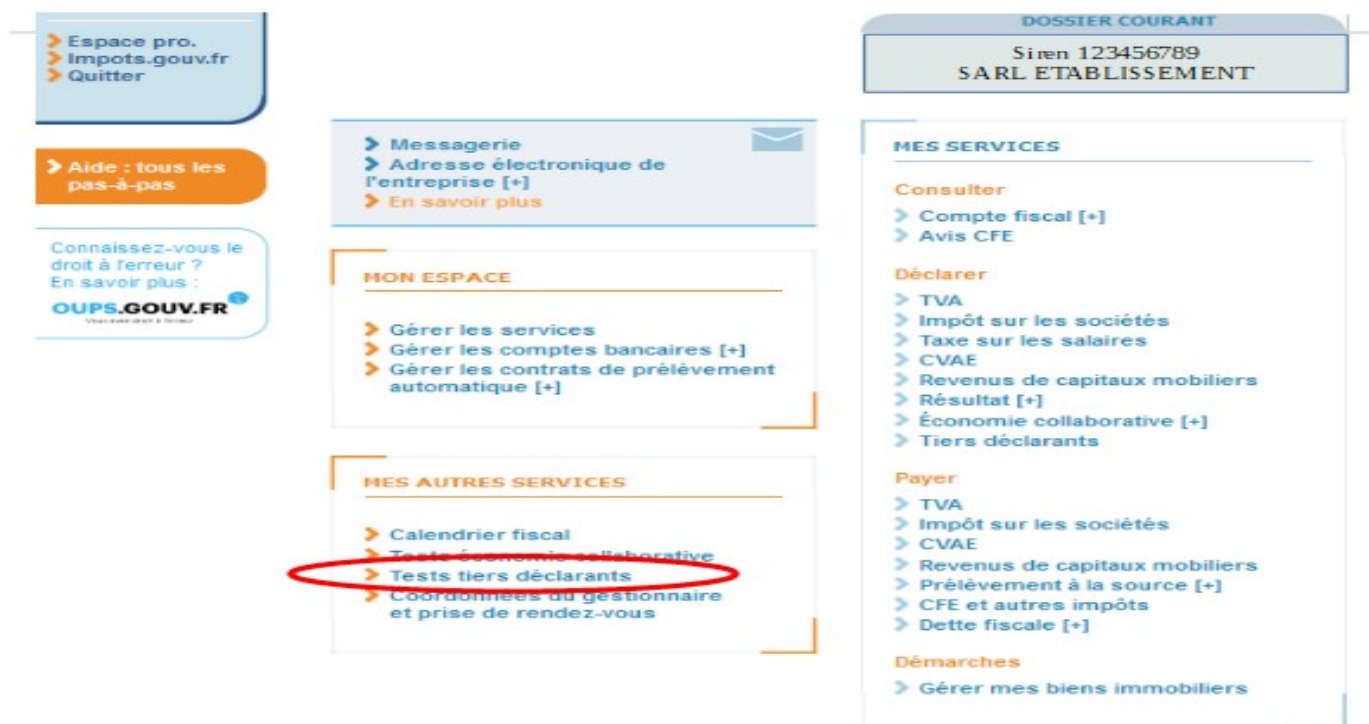 Espace pro.
Impots.gouv.fr
Quitter
Aide : tous les
pas-à-pas
Connaissez-vous le
droit à l'erreur ?
En savoir plus :
OUPS.GOUV.FR
Vous avez droit à l'erreur
Messagerie
Adresse électronique de
l'entreprise [+]
En savoir plus
MON ESPACE
Gérer les services
Gérer les comptes bancaires [+]
Gérer les contrats de prélèvement
automatique [+]
MES AUTRES SERVICES
Calendrier fiscal
Tests économie collaborative
Tests tiers déclarants
Coordonnées du gestionnaire
et prise de rendez-vous
DOSSIER COURANT
Siren 123456789
SARL ETABLISSEMENT
MES SERVICES
Consulter
Compte fiscal [+]
Avis CFE
Déclarer
TVA
Impôt sur les sociétés
Taxe sur les salaires
CVAE
Revenus de capitaux mobiliers
Résultat [+]
Économie collaborative [+]
Tiers déclarants
Payer
TVA
Impôt sur les sociétés
CVAE
Revenus de capitaux mobiliers
Prélèvement à la source [+]
CFE et autres impôts
Dette fiscale [+]
Démarches
Gérer mes biens immobiliers